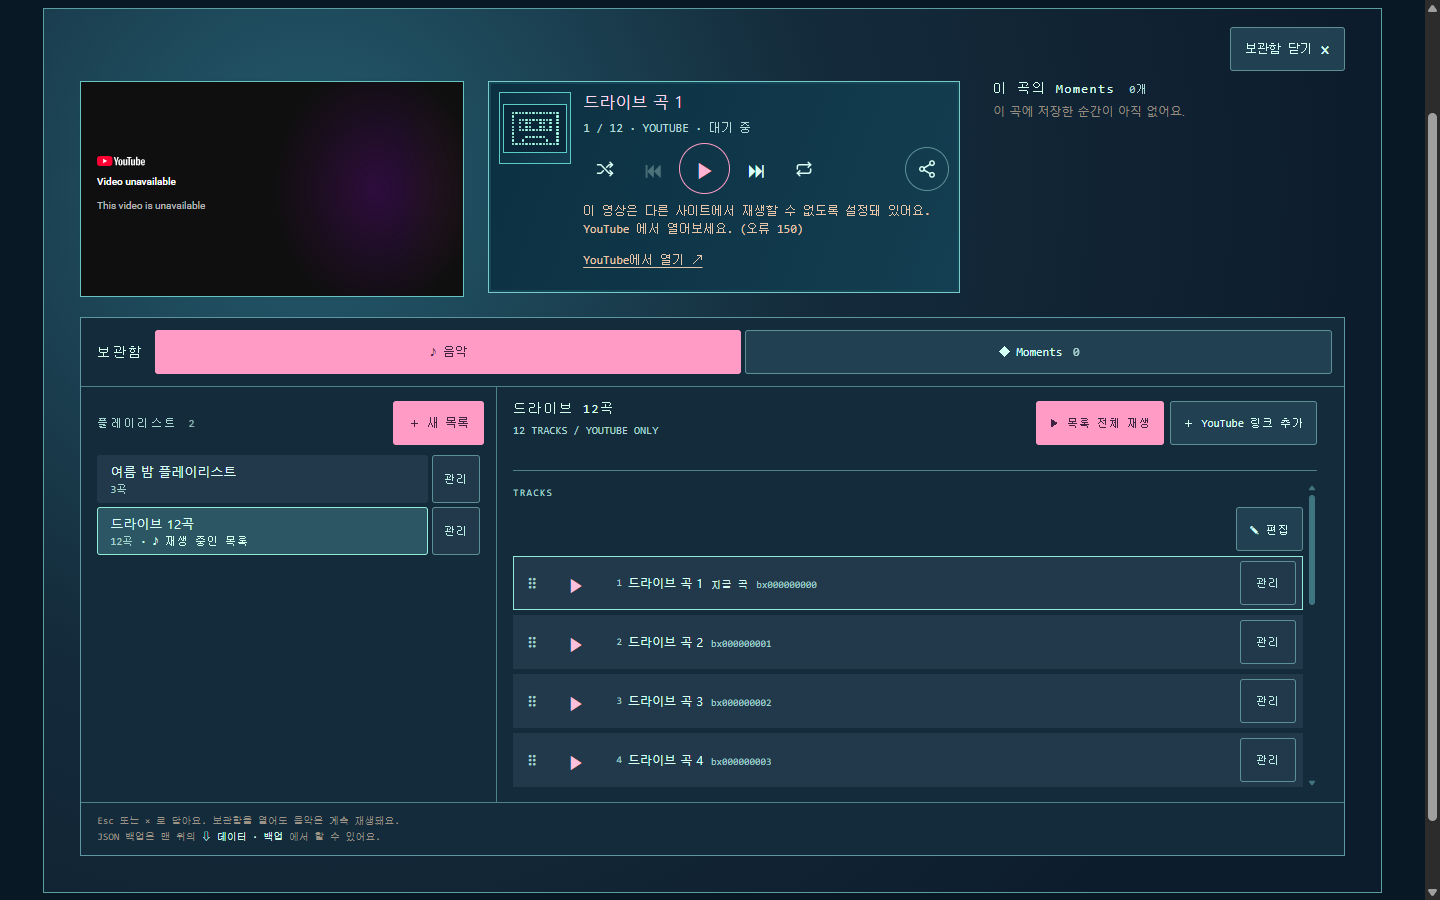 보관함 닫기 ×
YouTube
Video unavailable
This video is unavailable
드라이브 곡 1
1 / 12 · YOUTUBE · 대기 중
이 영상은 다른 사이트에서 재생할 수 없도록 설정돼 있어요.
YouTube 에서 열어보세요. (오류 150)
YouTube에서 열기 ↗
이 곡의 Moments 0개
이 곡에 저장한 순간이 아직 없어요.
보관함
♪ 음악
◆ Moments 0
플레이리스트 2
+ 새 목록
여름 밤 플레이리스트
3곡
관리
드라이브 12곡
12곡 · ♪ 재생 중인 목록
관리
드라이브 12곡
12 TRACKS / YOUTUBE ONLY
▶ 목록 전체 재생
+ YouTube 링크 추가
TRACKS
✎ 편집
1 드라이브 곡 1 지금 곡 bx000000000
관리
2 드라이브 곡 2 bx000000001
관리
3 드라이브 곡 3 bx000000002
관리
4 드라이브 곡 4 bx000000003
관리
Esc 또는 × 로 닫아요. 보관함을 열어도 음악은 계속 재생돼요.
JSON 백업은 맨 위의 ⇩ 데이터 · 백업 에서 할 수 있어요.